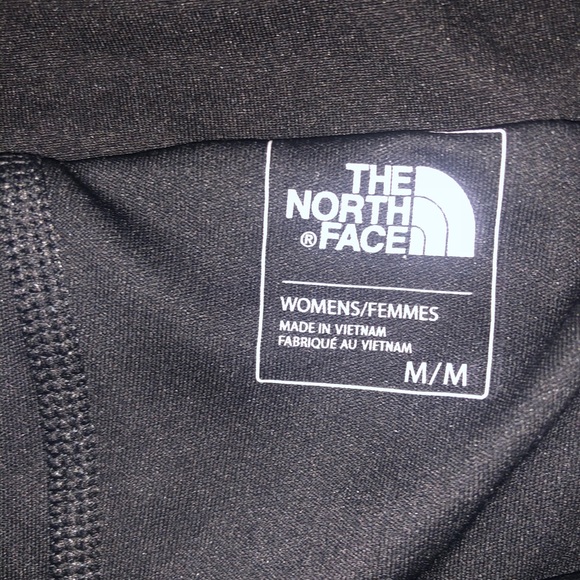 THE
NORTH
®FACE
WOMENS/FEMMES
MADE IN VIETNAM
FABRIQUÉ AU VIETNAM
M/M